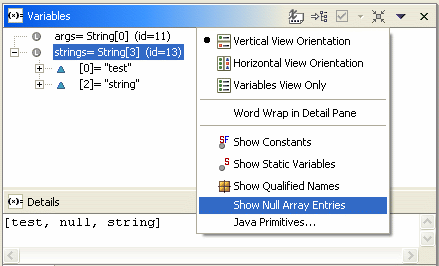 (x)= Variables
args= String[0] (id=11)
strings= String[3] (id=13)
[0]= "test"
[2]= "string"
Vertical View Orientation
Horizontal View Orientation
Variables View Only
Word Wrap in Detail Pane
Show Constants
Show Static Variables
Show Qualified Names
Show Null Array Entries
Java Primitives...
(x)= Details
[test, null, string]